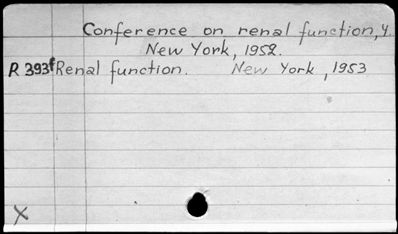 Conference on renal function, 4.
New York, 1952.
R 393f Renal function. New York, 1953
X